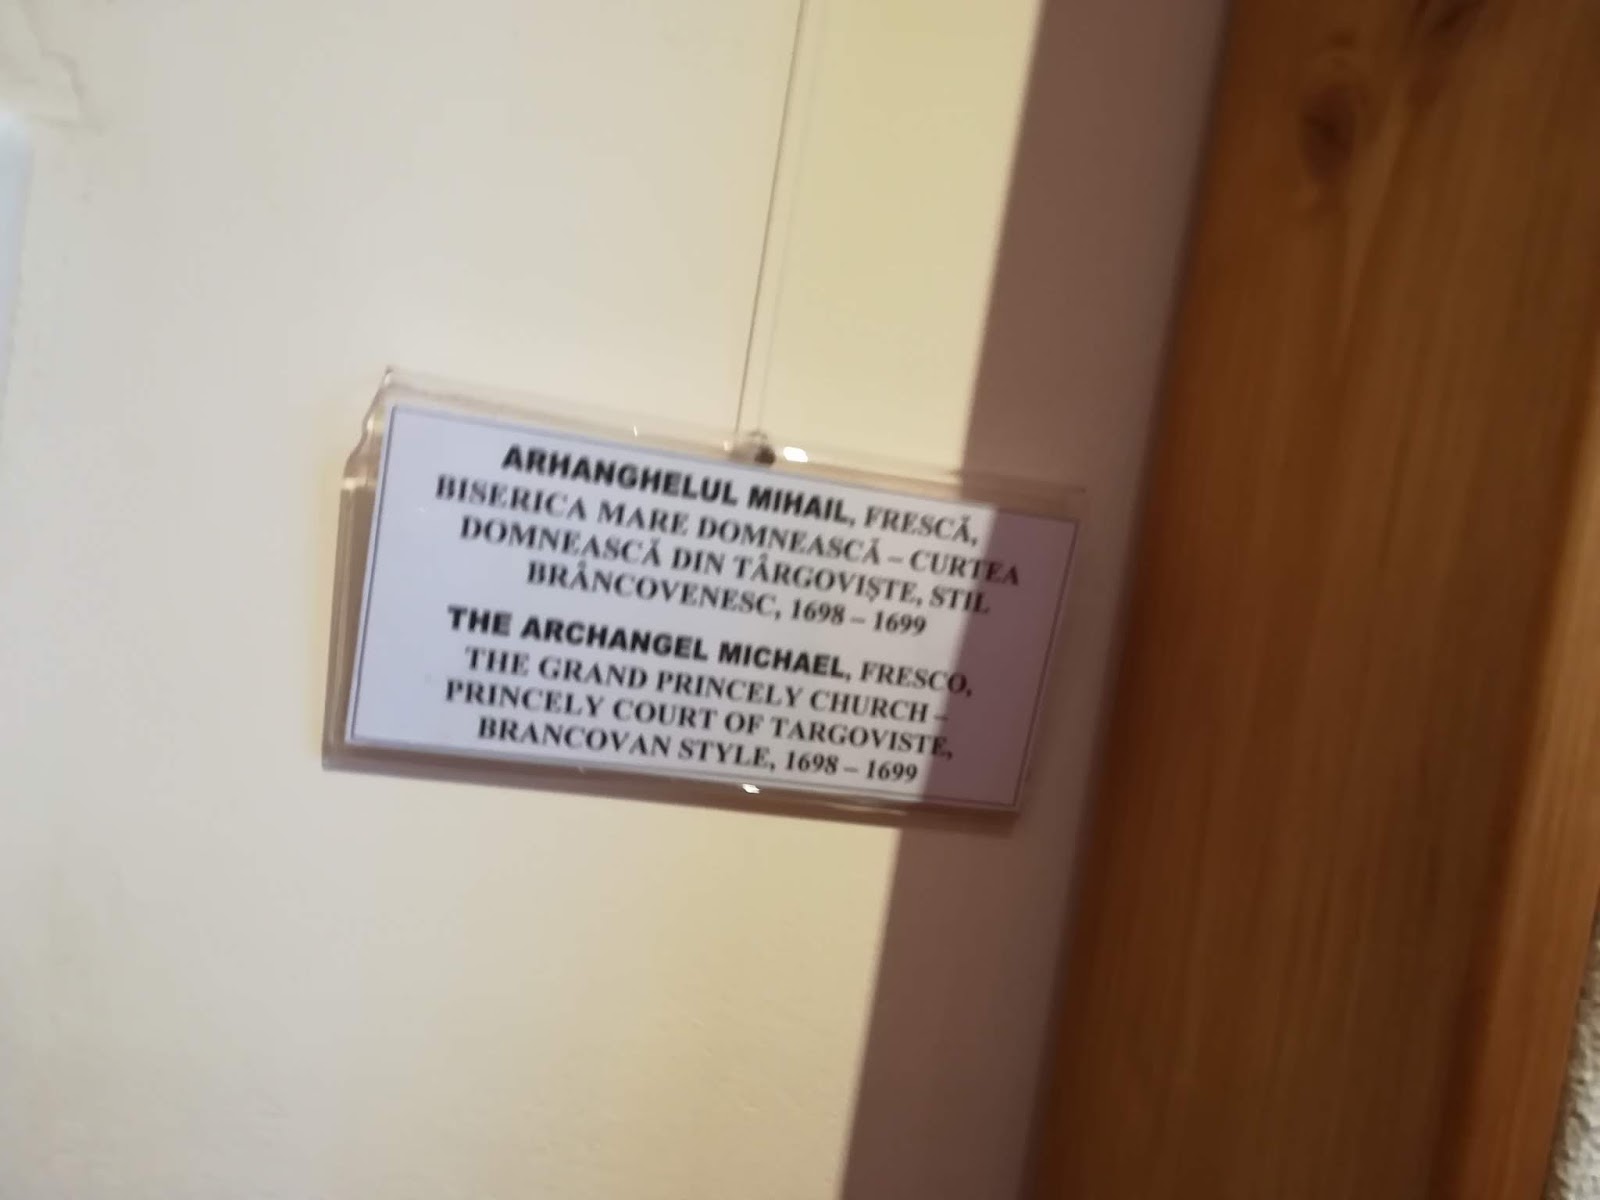 ARHANGHELUL MIHAIL, FRESCĂ,
BISERICA MARE DOMNEASCĂ – CURTEA
DOMNEASCĂ DIN TÂRGOVIŞTE, STIL
BRÂNCOVENESC, 1698 – 1699
THE ARCHANGEL MICHAEL, FRESCO,
THE GRAND PRINCELY CHURCH –
PRINCELY COURT OF TARGOVISTE,
BRANCOVAN STYLE, 1698 – 1699